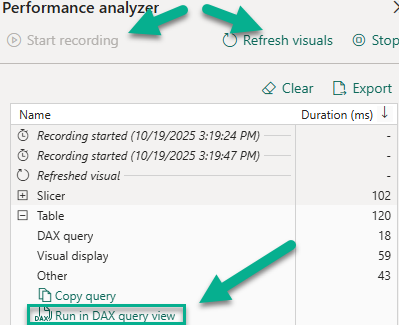 Performance analyzer
Start recording
Refresh visuals
Stop
Clear
Export
Name Duration (ms) ↓
Recording started (10/19/2025 3:19:24 PM) -
Recording started (10/19/2025 3:19:47 PM) -
Refreshed visual -
Slicer 102
Table 120
DAX query 18
Visual display 59
Other 43
Copy query
DAX Run in DAX query view